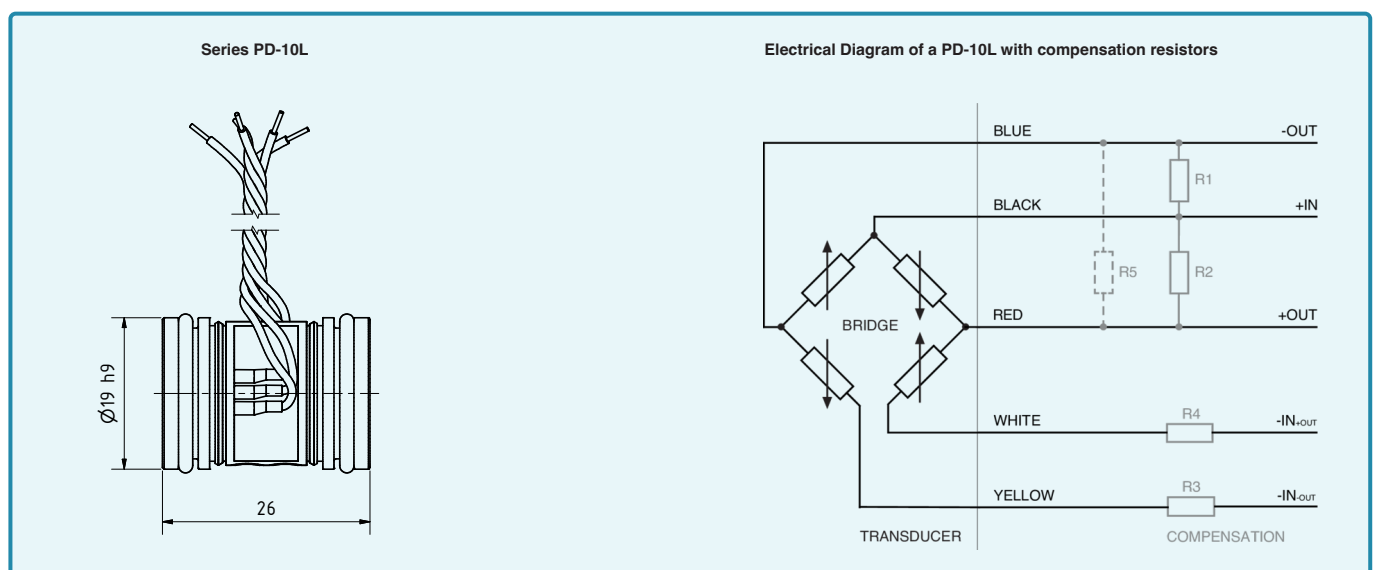 Series PD-10L
Electrical Diagram of a PD-10L with compensation resistors
BLUE
-OUT
R1
BLACK
+IN
R5
R2
BRIDGE
RED
+OUT
Ø19 h9
26
WHITE
R4
-IN+OUT
YELLOW
R3
-IN-OUT
TRANSDUCER
COMPENSATION